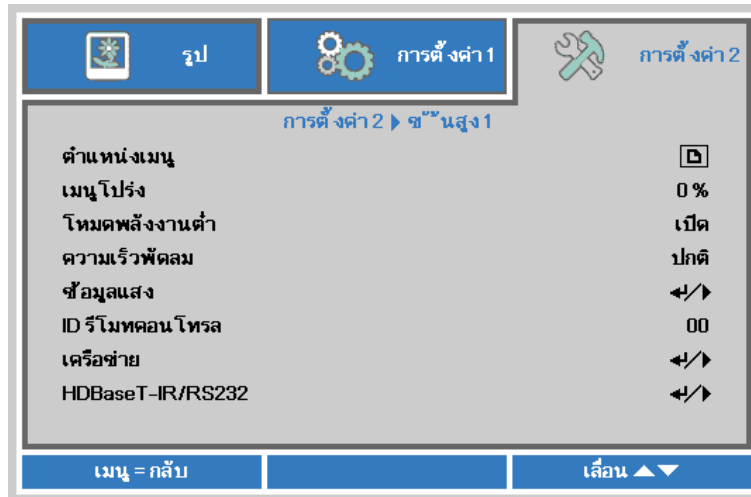 รูป
การตั้งค่า 1
การตั้งค่า 2
การตั้งค่า 2 ▶ ขั้นสูง 1
ตำแหน่งเมนู
เมนูโปร่ง 0 %
โหมดพลังงานต่ำ เปิด
ความเร็วพัดลม ปกติ
ข้อมูลแสง ↵/▶
ID รีโมทคอนโทรล 00
เครือข่าย ↵/▶
HDBaseT-IR/RS232 ↵/▶
เมนู = กลับ
เลื่อน ▲▼